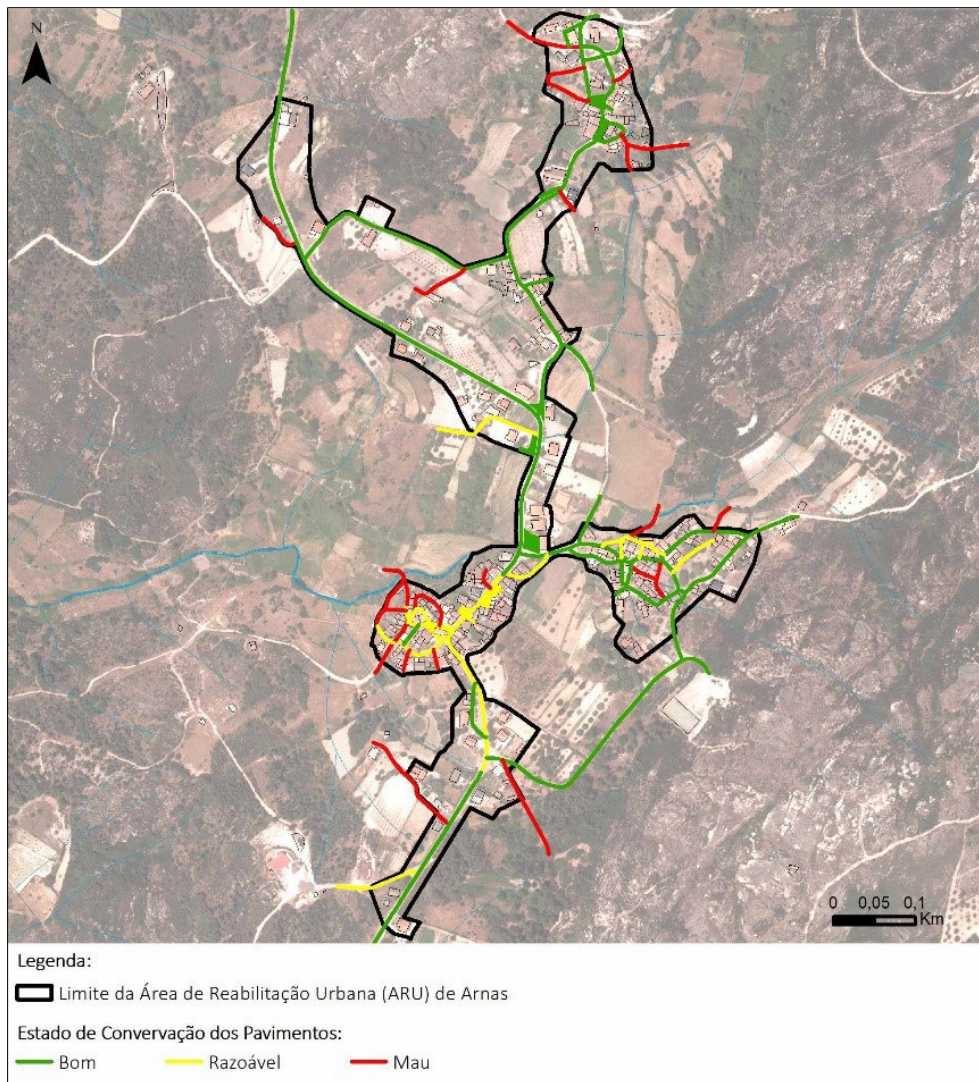 N
0 0,05 0,1
Km
Legenda:
Limite da Área de Reabilitação Urbana (ARU) de Arnas
Estado de Convervação dos Pavimentos:
Bom Razoável Mau